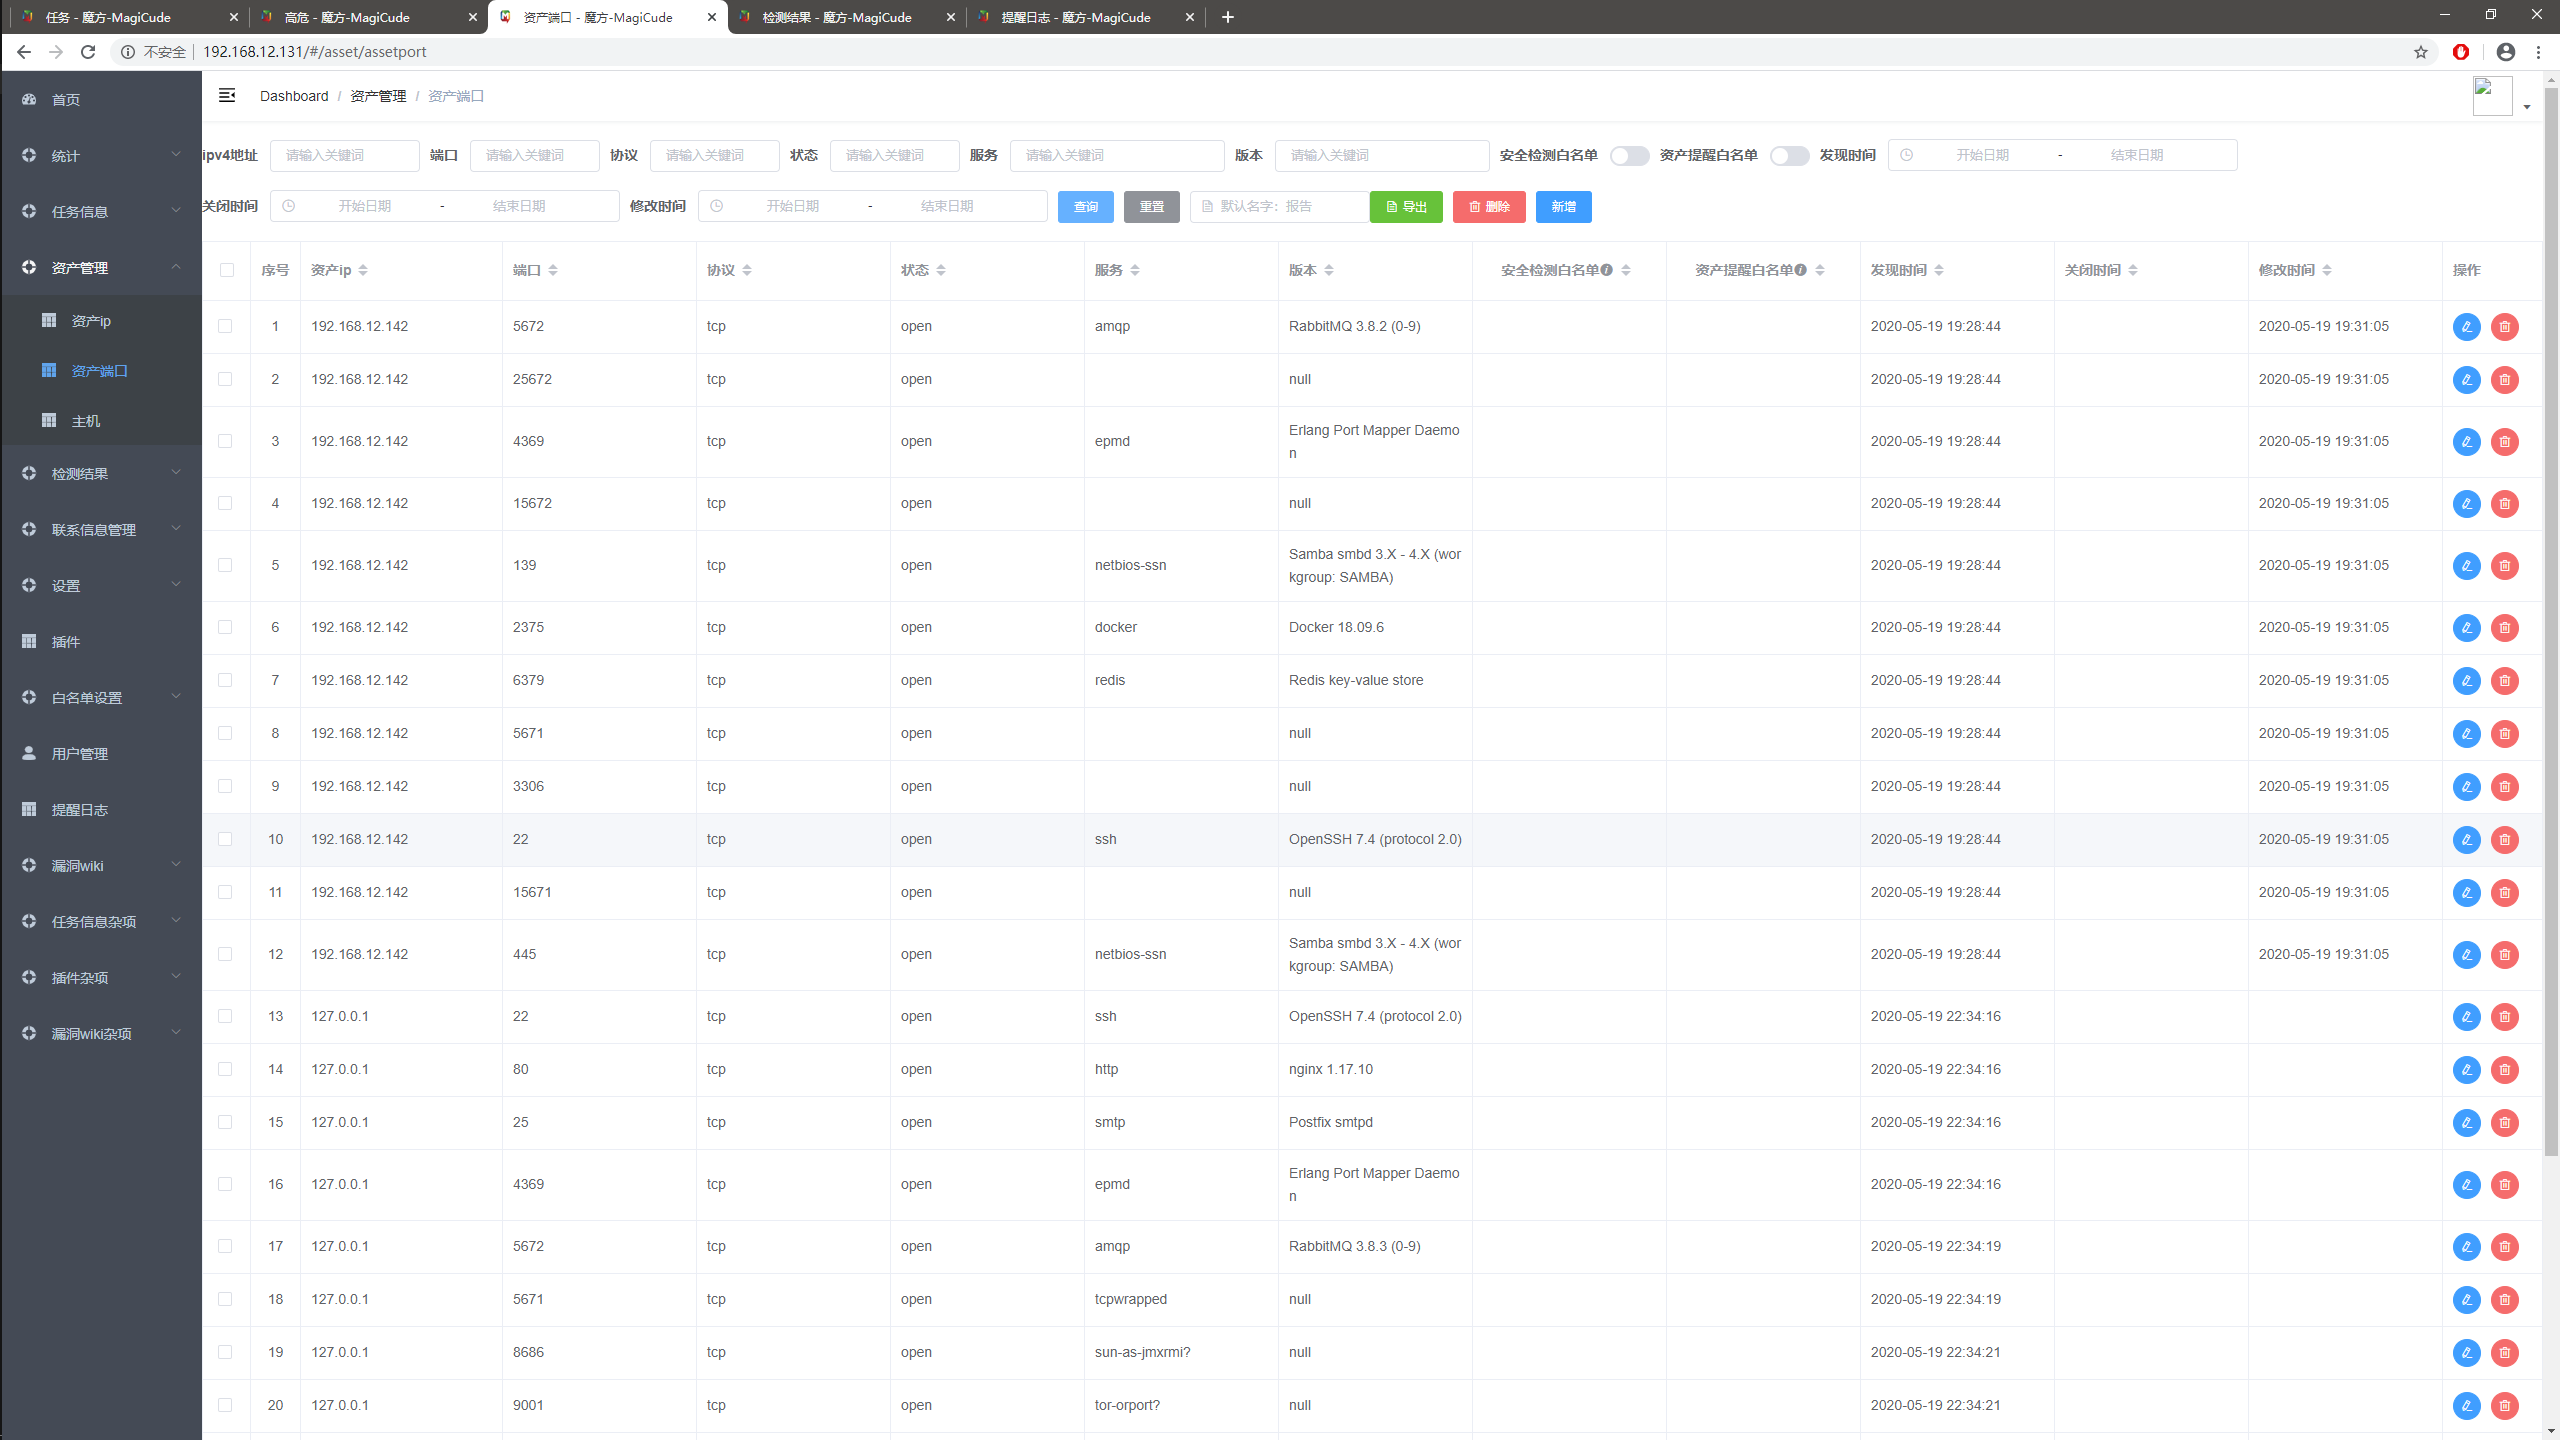 任务 - 魔方-MagiCude
高危 - 魔方-MagiCude
资产端口 - 魔方-MagiCude
检测结果 - 魔方-MagiCude
提醒日志 - 魔方-MagiCude
不安全 192.168.12.131/#/asset/assetport
首页
统计
任务信息
资产管理
资产ip
资产端口
主机
检测结果
联系信息管理
设置
插件
白名单设置
用户管理
提醒日志
漏洞wiki
任务信息杂项
插件杂项
漏洞wiki杂项
Dashboard / 资产管理 / 资产端口
ipv4地址 请输入关键词 端口 请输入关键词 协议 请输入关键词 状态 请输入关键词 服务 请输入关键词 版本 请输入关键词 安全检测白名单 资产提醒白名单 发现时间 开始日期 - 结束日期
关闭时间 开始日期 - 结束日期 修改时间 开始日期 - 结束日期 查询 重置 默认名字：报告 导出 删除 新增
序号 资产ip 端口 协议 状态 服务 版本 安全检测白名单 资产提醒白名单 发现时间 关闭时间 修改时间 操作
1 192.168.12.142 5672 tcp open amqp RabbitMQ 3.8.2 (0-9) 2020-05-19 19:28:44 2020-05-19 19:31:05
2 192.168.12.142 25672 tcp open null 2020-05-19 19:28:44 2020-05-19 19:31:05
3 192.168.12.142 4369 tcp open epmd Erlang Port Mapper Daemo
n 2020-05-19 19:28:44 2020-05-19 19:31:05
4 192.168.12.142 15672 tcp open null 2020-05-19 19:28:44 2020-05-19 19:31:05
5 192.168.12.142 139 tcp open netbios-ssn Samba smbd 3.X - 4.X (wor
kgroup: SAMBA) 2020-05-19 19:28:44 2020-05-19 19:31:05
6 192.168.12.142 2375 tcp open docker Docker 18.09.6 2020-05-19 19:28:44 2020-05-19 19:31:05
7 192.168.12.142 6379 tcp open redis Redis key-value store 2020-05-19 19:28:44 2020-05-19 19:31:05
8 192.168.12.142 5671 tcp open null 2020-05-19 19:28:44 2020-05-19 19:31:05
9 192.168.12.142 3306 tcp open null 2020-05-19 19:28:44 2020-05-19 19:31:05
10 192.168.12.142 22 tcp open ssh OpenSSH 7.4 (protocol 2.0) 2020-05-19 19:28:44 2020-05-19 19:31:05
11 192.168.12.142 15671 tcp open null 2020-05-19 19:28:44 2020-05-19 19:31:05
12 192.168.12.142 445 tcp open netbios-ssn Samba smbd 3.X - 4.X (wor
kgroup: SAMBA) 2020-05-19 19:28:44 2020-05-19 19:31:05
13 127.0.0.1 22 tcp open ssh OpenSSH 7.4 (protocol 2.0) 2020-05-19 22:34:16
14 127.0.0.1 80 tcp open http nginx 1.17.10 2020-05-19 22:34:16
15 127.0.0.1 25 tcp open smtp Postfix smtpd 2020-05-19 22:34:16
16 127.0.0.1 4369 tcp open epmd Erlang Port Mapper Daemo
n 2020-05-19 22:34:16
17 127.0.0.1 5672 tcp open amqp RabbitMQ 3.8.3 (0-9) 2020-05-19 22:34:19
18 127.0.0.1 5671 tcp open tcpwrapped null 2020-05-19 22:34:19
19 127.0.0.1 8686 tcp open sun-as-jmxrmi? null 2020-05-19 22:34:21
20 127.0.0.1 9001 tcp open tor-orport? null 2020-05-19 22:34:21